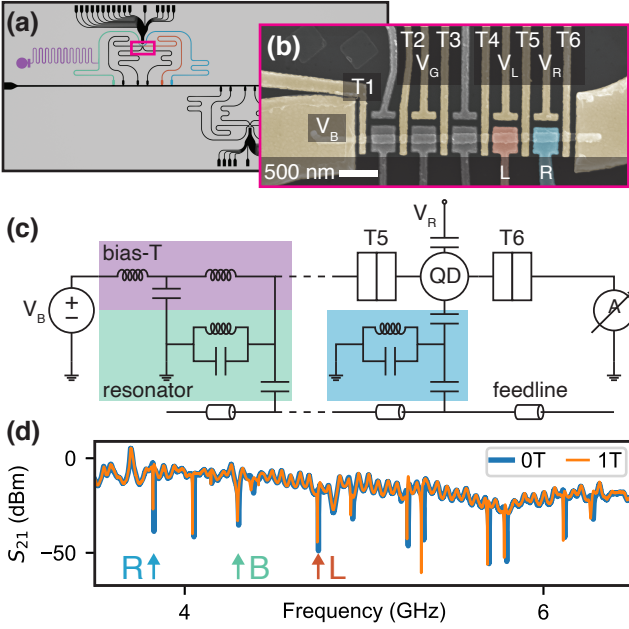 (a)
(b)
T2 T3 T4 T5 T6
V_G V_L V_R
T1
V_B
500 nm
L R
(c)
V_R
bias-T
T5 T6
V_B
QD
A
resonator
feedline
(d)
0T 1T
S_21 (dBm)
0
−50
R B L
4 6
Frequency (GHz)